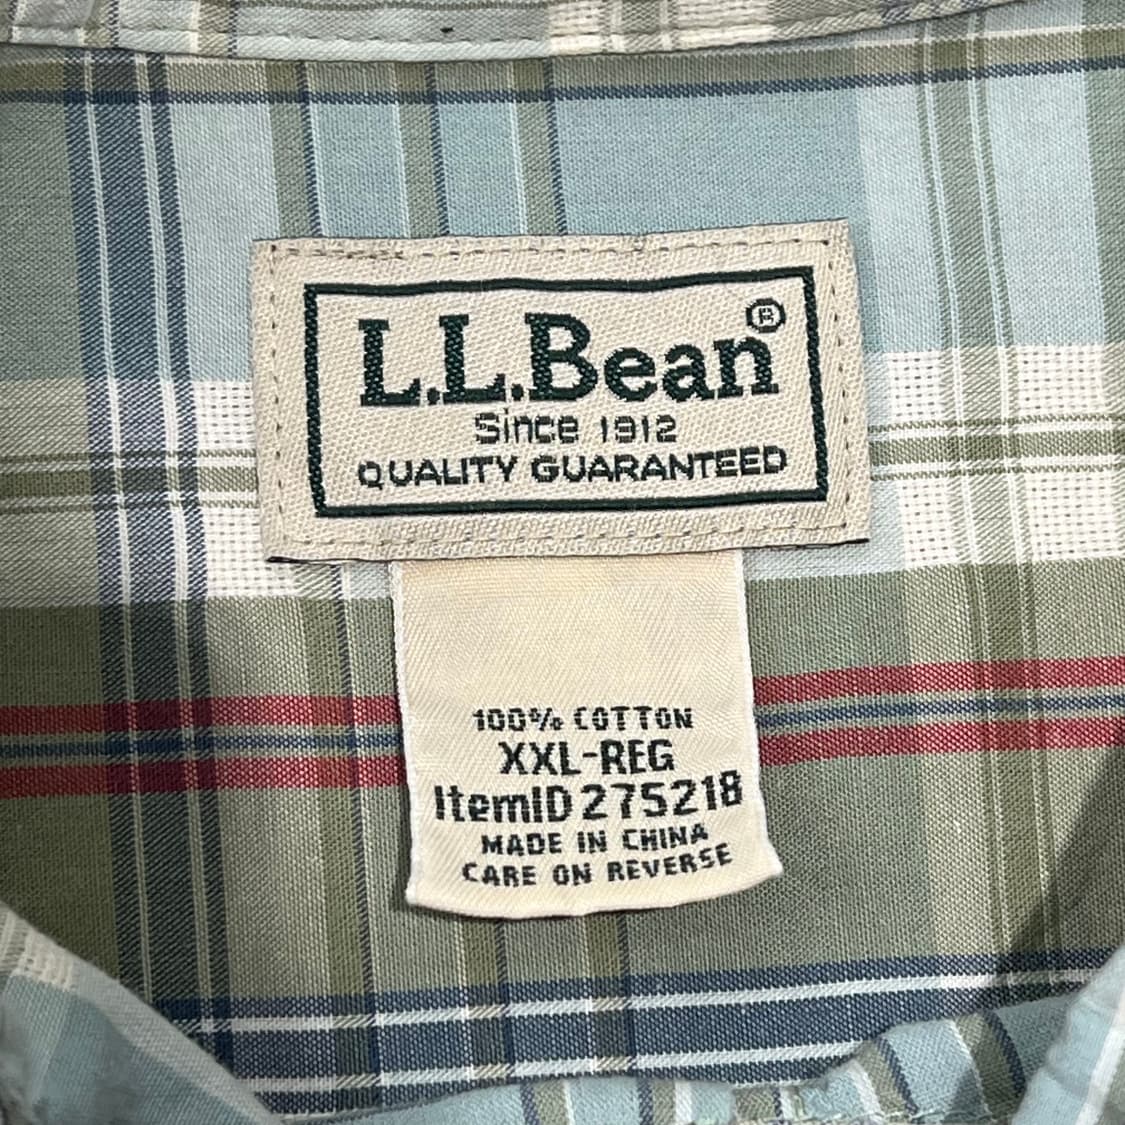 L.L.Bean®
Since 1912
QUALITY GUARANTEED
100% COTTON
XXL-REG
ItemID 275218
MADE IN CHINA
CARE ON REVERSE